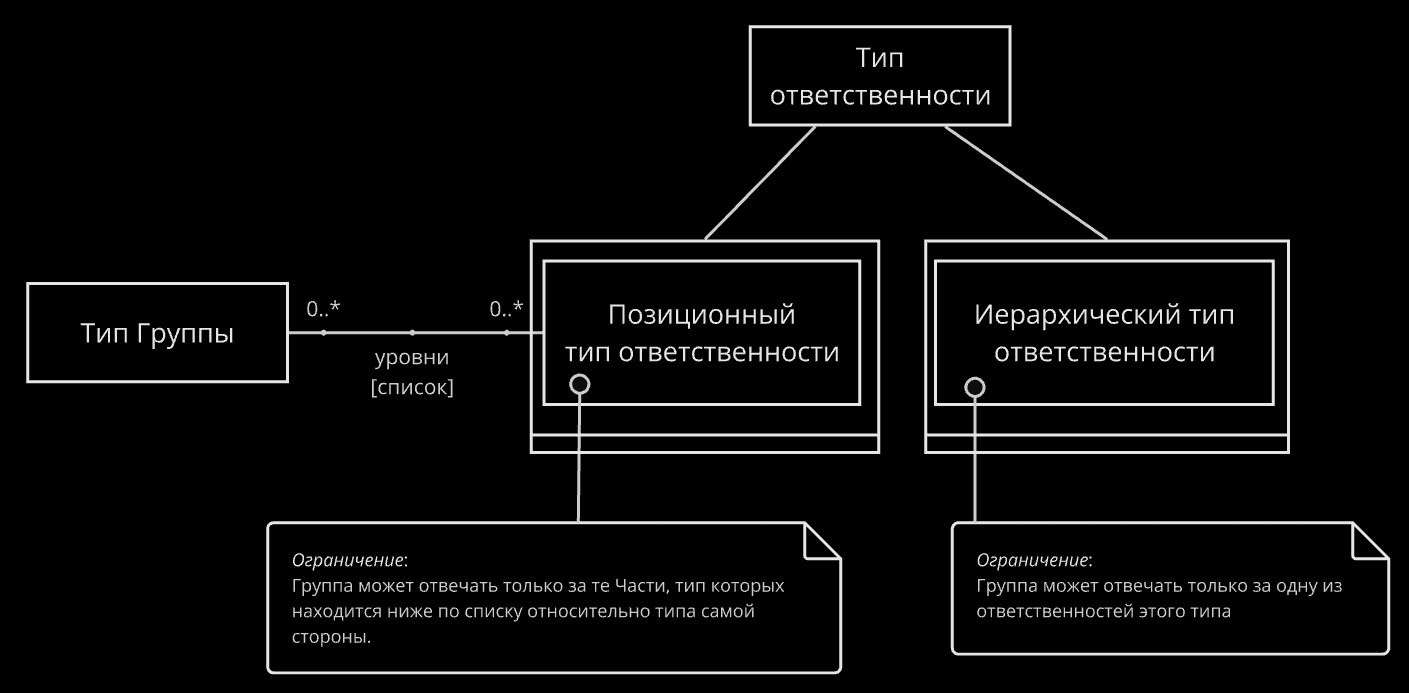 Тип
ответственности
Тип Группы
0..*
0..*
уровни
[список]
Позиционный
тип ответственности
Иерархический тип
ответственности
Ограничение:
Группа может отвечать только за те Части, тип которых
находится ниже по списку относительно типа самой
стороны.
Ограничение:
Группа может отвечать только за одну из
ответственностей этого типа